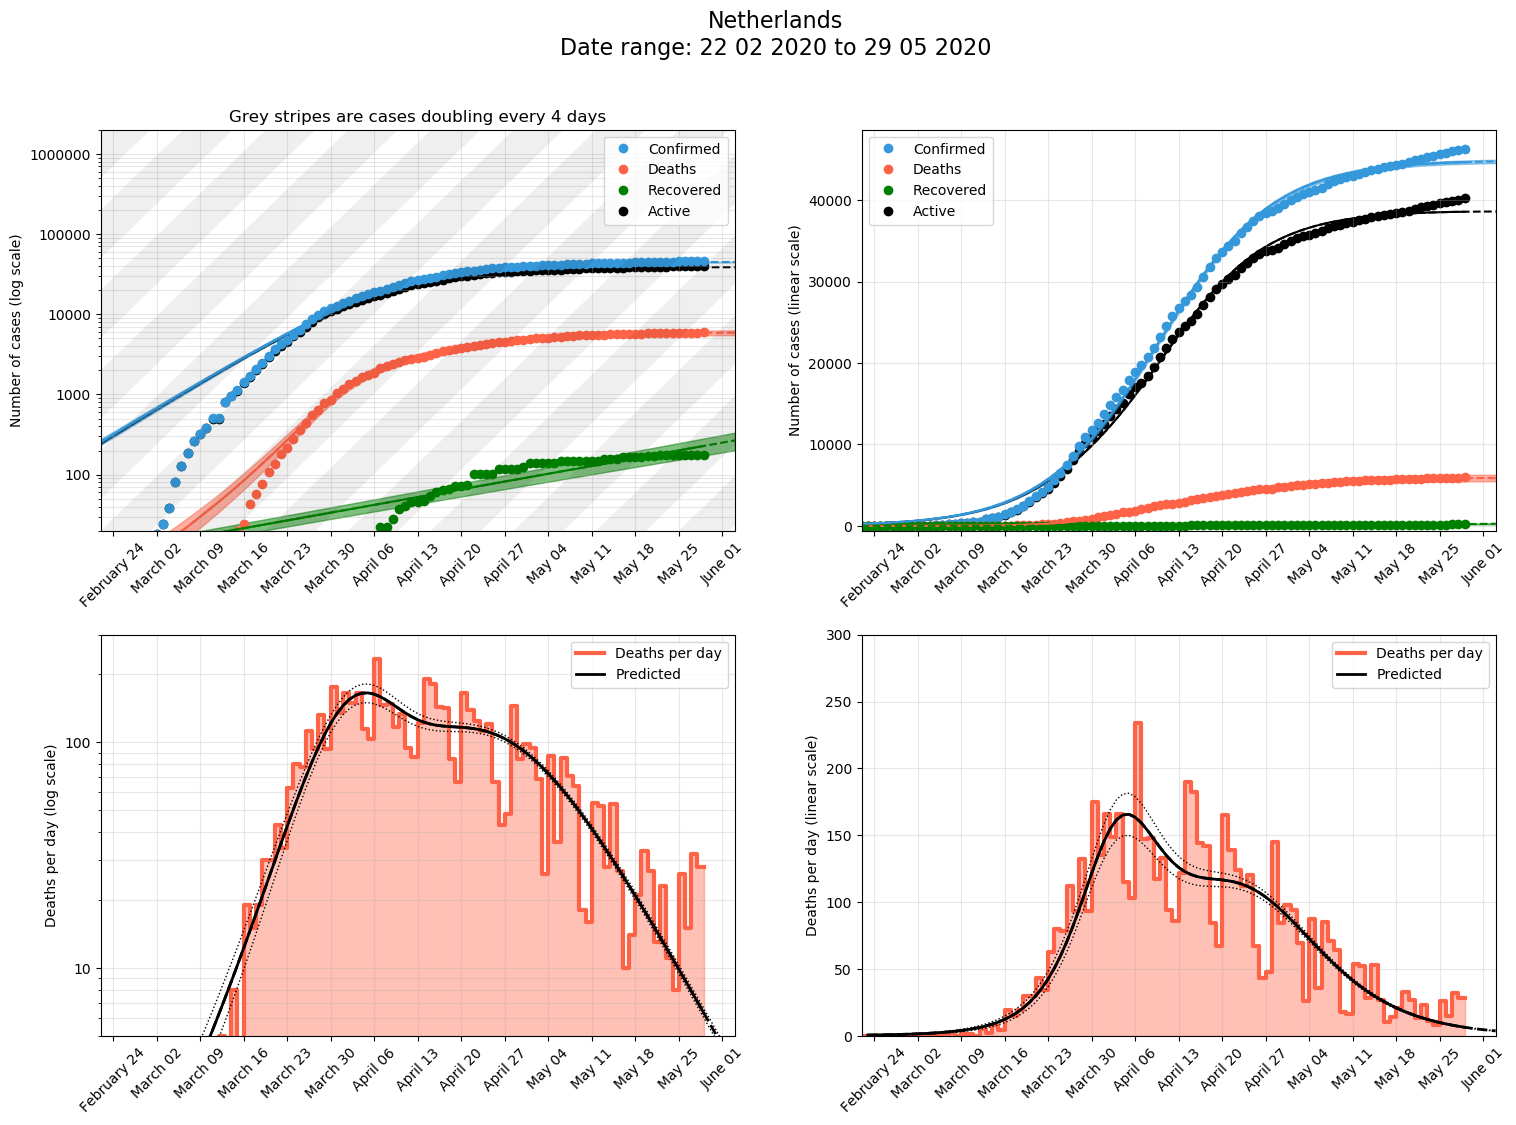 Netherlands
Date range: 22 02 2020 to 29 05 2020
Grey stripes are cases doubling every 4 days
Number of cases (log scale)
1000000
100000
10000
1000
100
Confirmed
Deaths
Recovered
Active
February 24
March 02
March 09
March 16
March 23
March 30
April 06
April 13
April 20
April 27
May 04
May 11
May 18
May 25
June 01
Number of cases (linear scale)
40000
30000
20000
10000
0
Confirmed
Deaths
Recovered
Active
February 24
March 02
March 09
March 16
March 23
March 30
April 06
April 13
April 20
April 27
May 04
May 11
May 18
May 25
June 01
Deaths per day (log scale)
100
10
Deaths per day
Predicted
February 24
March 02
March 09
March 16
March 23
March 30
April 06
April 13
April 20
April 27
May 04
May 11
May 18
May 25
June 01
Deaths per day (linear scale)
300
250
200
150
100
50
0
Deaths per day
Predicted
February 24
March 02
March 09
March 16
March 23
March 30
April 06
April 13
April 20
April 27
May 04
May 11
May 18
May 25
June 01